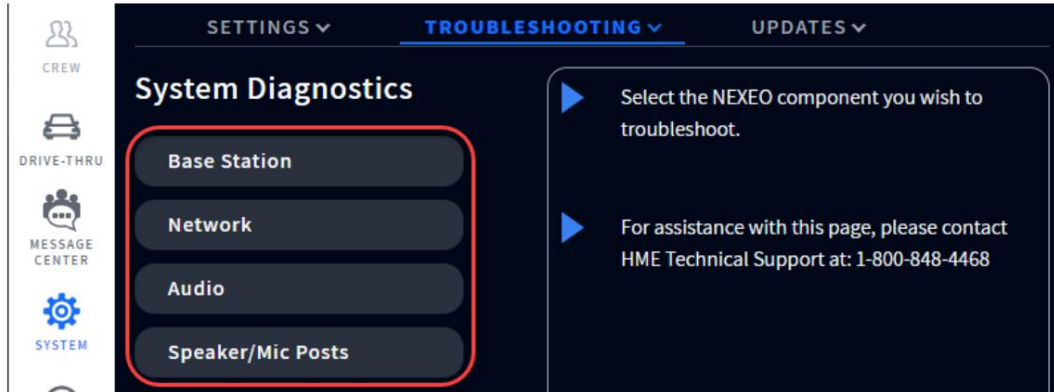 CREW
DRIVE-THRU
MESSAGE
CENTER
SYSTEM
SETTINGS
TROUBLESHOOTING
UPDATES
System Diagnostics
Base Station
Network
Audio
Speaker/Mic Posts
Select the NEXEO component you wish to
troubleshoot.
For assistance with this page, please contact
HME Technical Support at: 1-800-848-4468